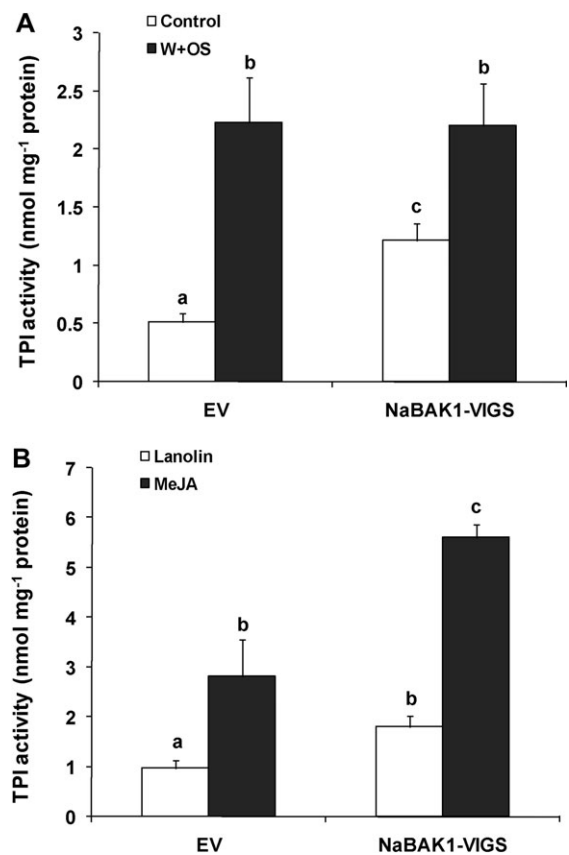 A
Control
W+OS
TPI activity (nmol mg⁻¹ protein)
3
2.5
2
1.5
1
0.5
0
a
b
c
b
EV
NaBAK1-VIGS
B
Lanolin
MeJA
TPI activity (nmol mg⁻¹ protein)
7
6
5
4
3
2
1
0
a
b
b
c
EV
NaBAK1-VIGS